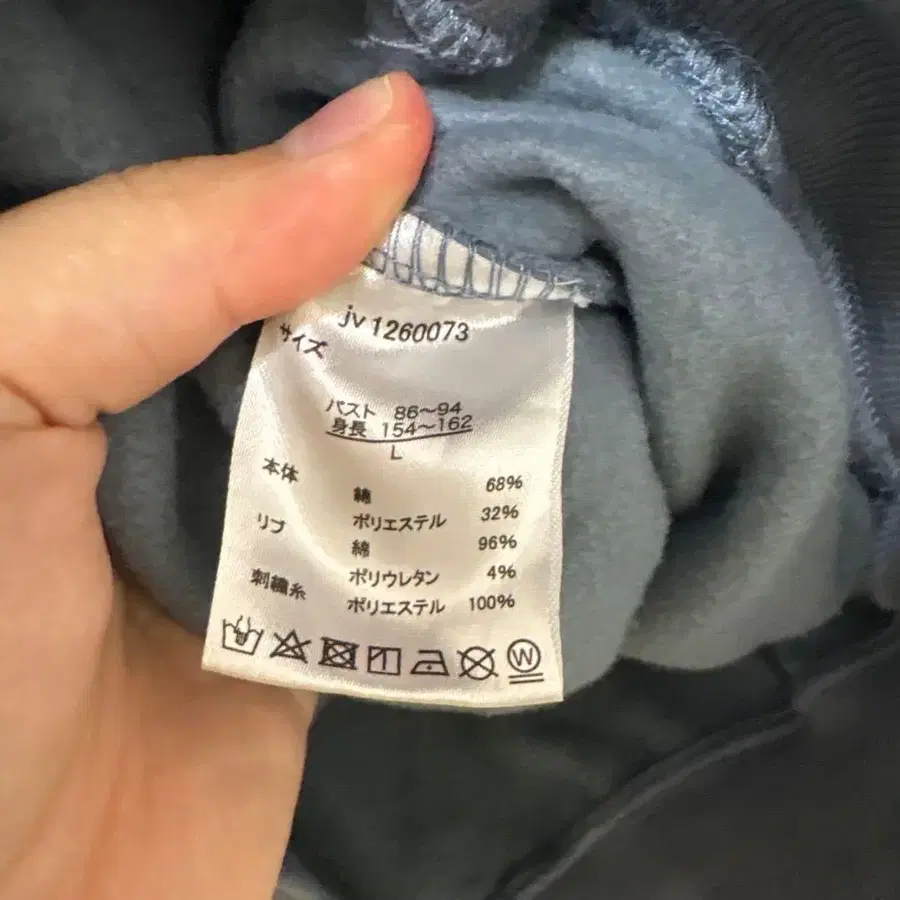 jv1260073
サイズ
バスト 86～94
身長 154～162
L
本体 綿 68%
ポリエステル 32%
リブ 綿 96%
ポリウレタン 4%
刺繍糸 ポリエステル 100%
W